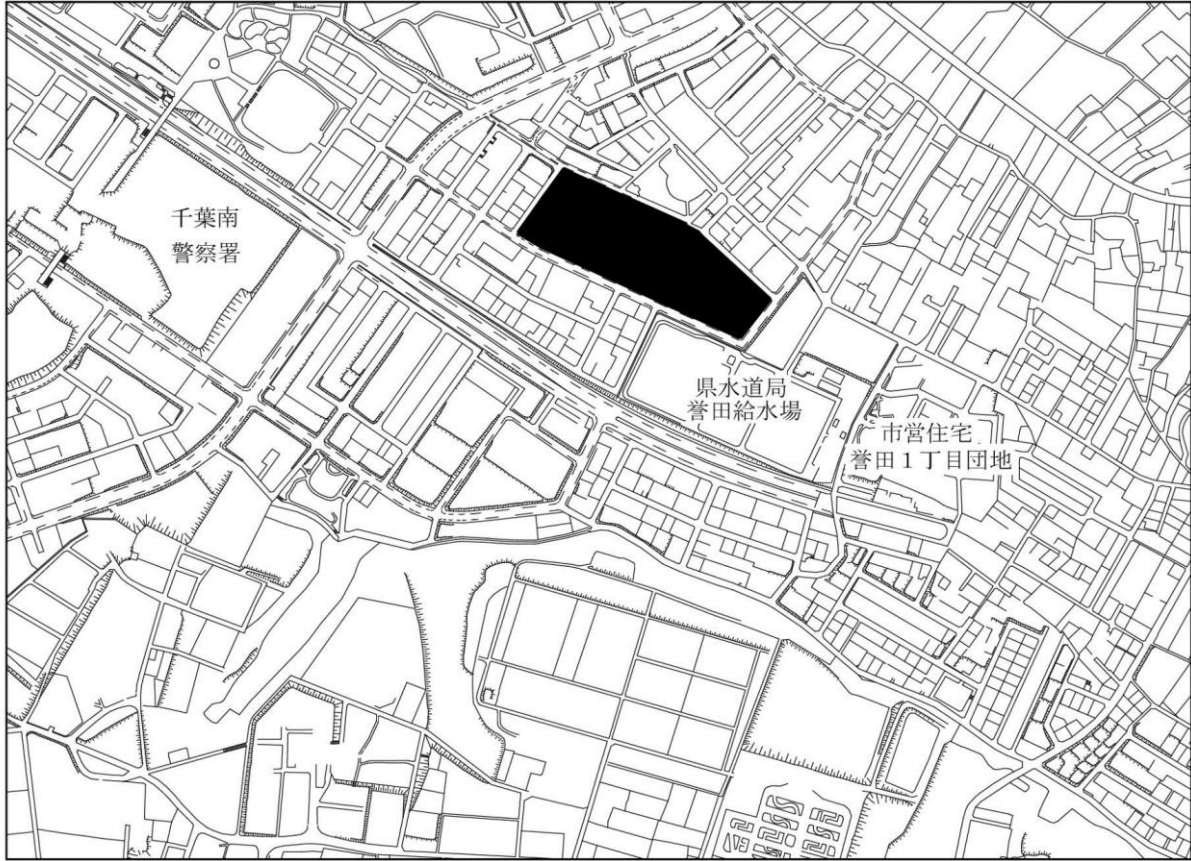 千葉南
警察署
県水道局
誉田給水場
市営住宅
誉田１丁目団地